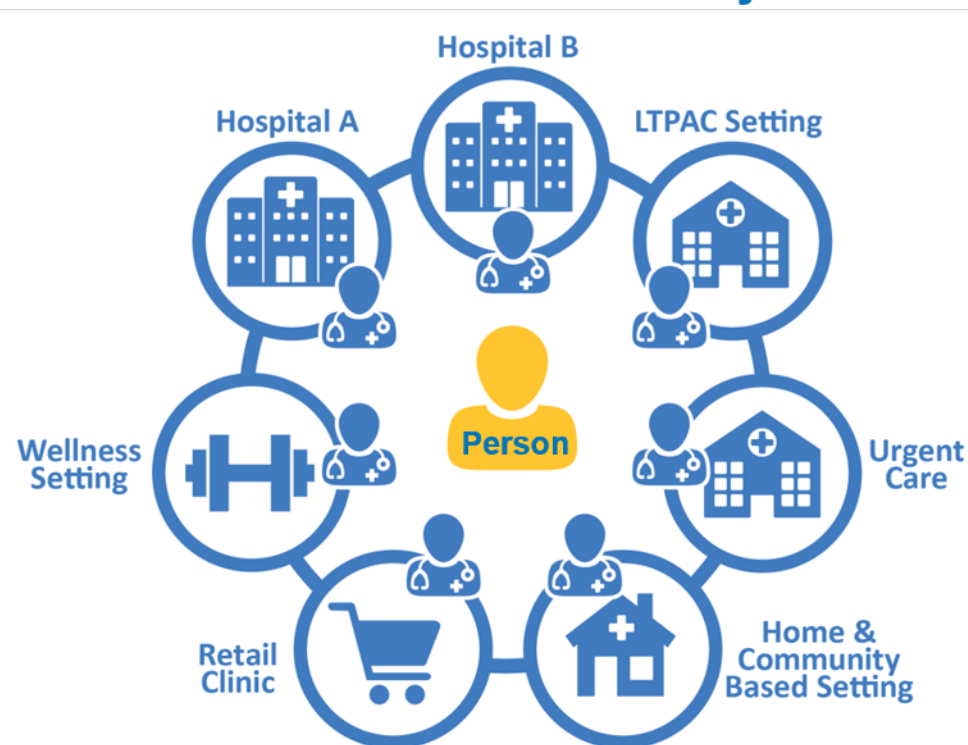 Hospital B
Hospital A
LTPAC Setting
Person
Wellness
Setting
Urgent
Care
Retail
Clinic
Home &
Community
Based Setting